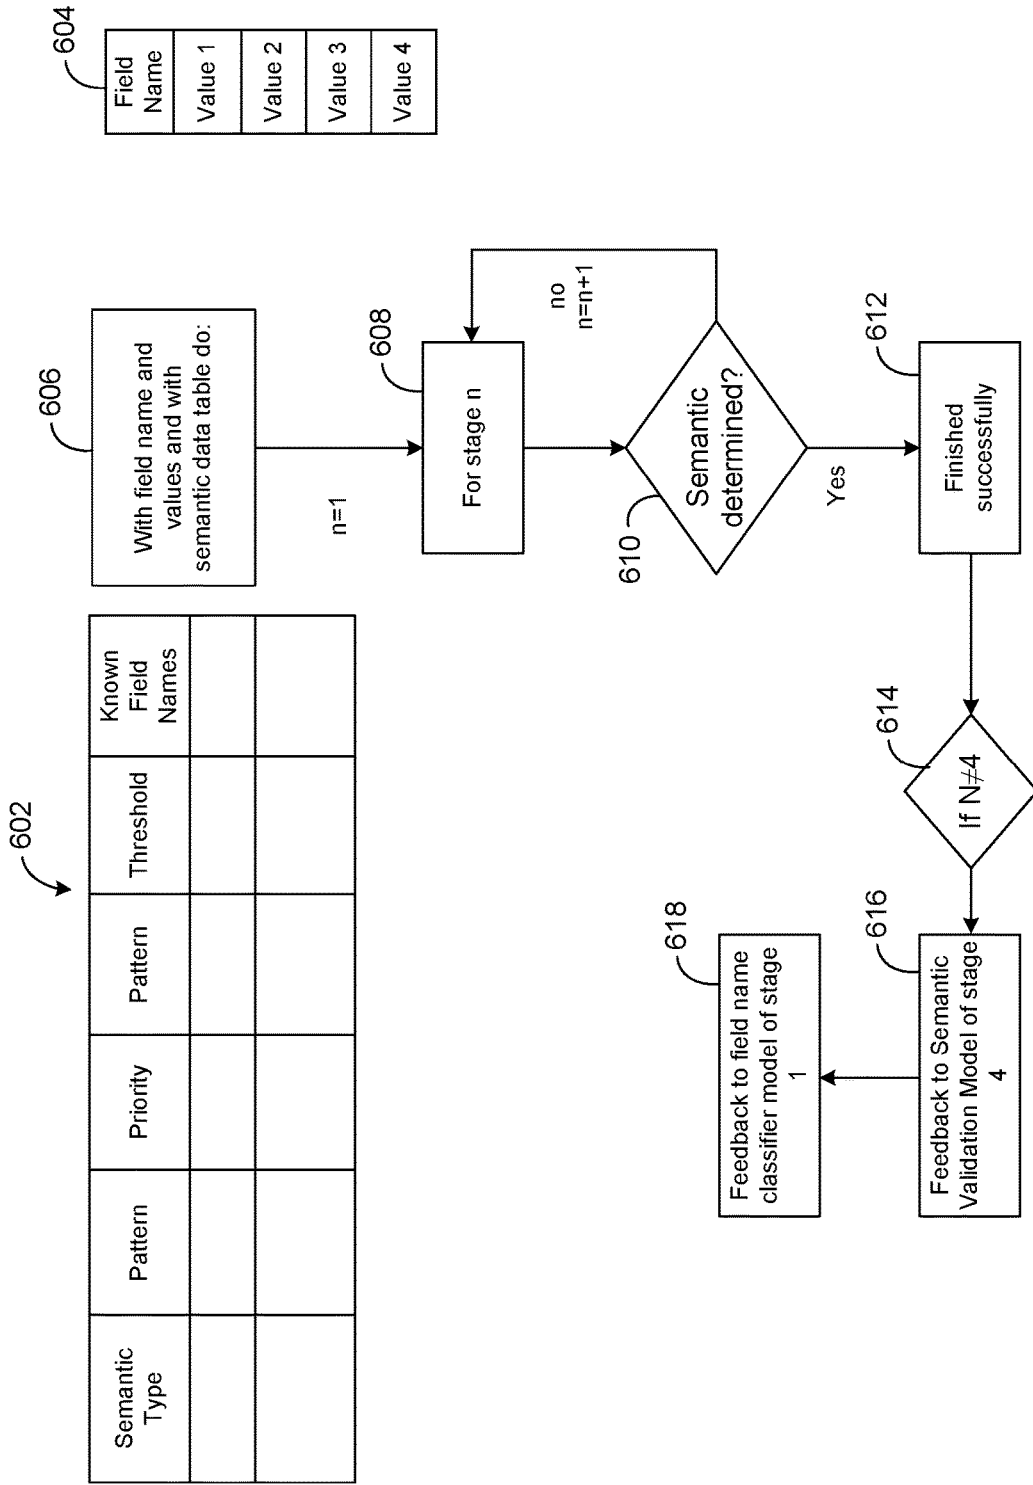 602
Semantic
Type
Pattern
Priority
Pattern
Threshold
Known
Field
Names
606
With field name and
values and with
semantic data table do:
604
Field
Name
Value 1
Value 2
Value 3
Value 4
n=1
608
For stage n
no
n=n+1
610
Semantic
determined?
Yes
612
Finished
successfully
614
If N≠4
616
Feedback to Semantic
Validation Model of stage
4
618
Feedback to field name
classifier model of stage
1